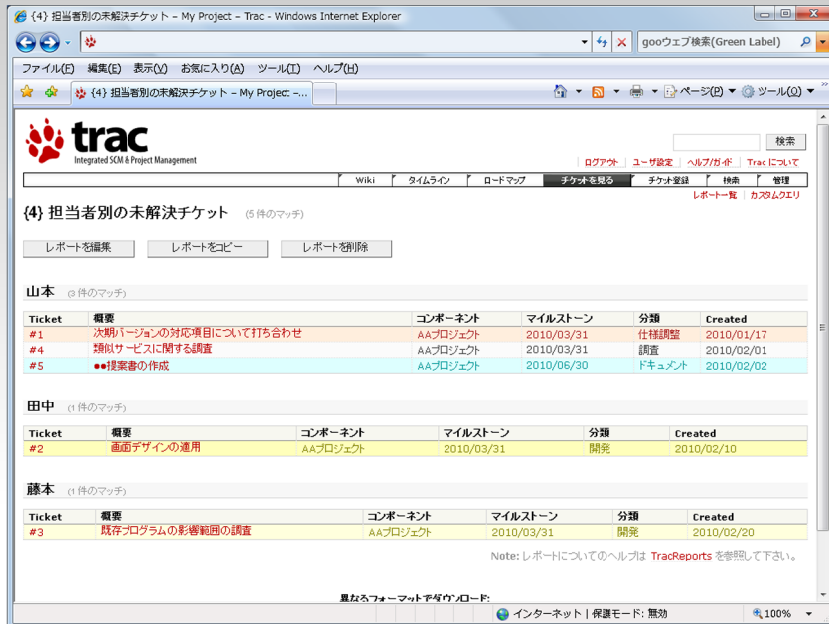 {4} 担当者別の未解決チケット – My Project – Trac - Windows Internet Explorer
gooウェブ検索(Green Label)
ファイル(F) 編集(E) 表示(V) お気に入り(A) ツール(T) ヘルプ(H)
{4} 担当者別の未解決チケット – My Project –... ページ(P) ツール(O)
trac
Integrated SCM & Project Management
検索
ログアウト ユーザ設定 ヘルプ/ガイド Tracについて
Wiki タイムライン ロードマップ チケットを見る チケット登録 検索 管理
レポート一覧 カスタムクエリ
{4} 担当者別の未解決チケット (5 件のマッチ)
レポートを編集 レポートをコピー レポートを削除
山本 (3 件のマッチ)
Ticket 概要 コンポーネント マイルストーン 分類 Created
#1 次期バージョンの対応項目について打ち合わせ AAプロジェクト 2010/03/31 仕様調整 2010/01/17
#4 類似サービスに関する調査 AAプロジェクト 2010/03/31 調査 2010/02/01
#5 ●●提案書の作成 AAプロジェクト 2010/06/30 ドキュメント 2010/02/02
田中 (1 件のマッチ)
Ticket 概要 コンポーネント マイルストーン 分類 Created
#2 画面デザインの適用 AAプロジェクト 2010/03/31 開発 2010/02/10
藤本 (1 件のマッチ)
Ticket 概要 コンポーネント マイルストーン 分類 Created
#3 既存プログラムの影響範囲の調査 AAプロジェクト 2010/03/31 開発 2010/02/20
Note: レポートについてのヘルプは TracReports を参照して下さい。
異なるフォーマットでダウンロード:
インターネット | 保護モード: 無効 100%